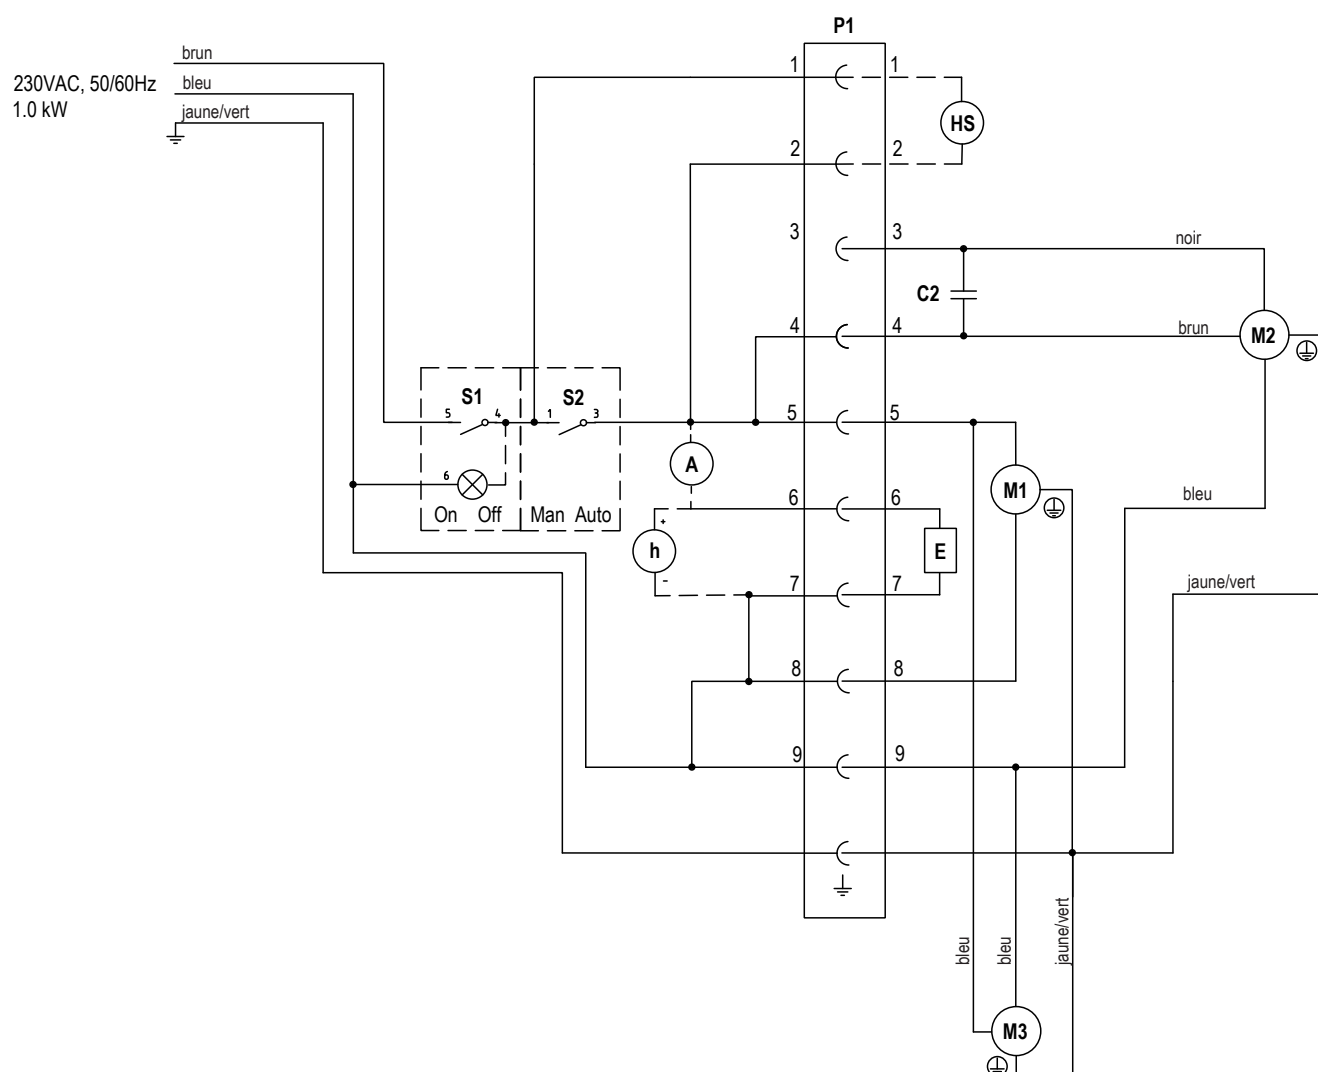 P1
brun
230VAC, 50/60Hz
bleu
1.0 kW
jaune/vert
1 1
HS
2 2
3 3
noir
C2
4 4
brun
M2
S1 S2
5 4 1 3
5 5
A
6
M1
On Off Man Auto
6 6
bleu
+
h
E
-
7 7
jaune/vert
8 8
9 9
bleu
bleu
jaune/vert
M3